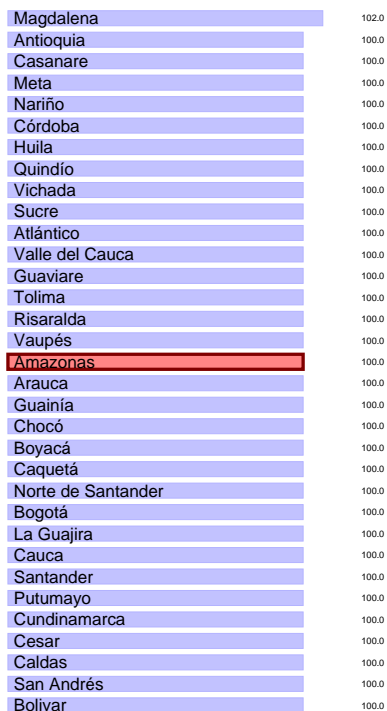 Magdalena 102.0
Antioquia 100.0
Casanare 100.0
Meta 100.0
Nariño 100.0
Córdoba 100.0
Huila 100.0
Quindío 100.0
Vichada 100.0
Sucre 100.0
Atlántico 100.0
Valle del Cauca 100.0
Guaviare 100.0
Tolima 100.0
Risaralda 100.0
Vaupés 100.0
Amazonas 100.0
Arauca 100.0
Guainía 100.0
Chocó 100.0
Boyacá 100.0
Caquetá 100.0
Norte de Santander 100.0
Bogotá 100.0
La Guajira 100.0
Cauca 100.0
Santander 100.0
Putumayo 100.0
Cundinamarca 100.0
Cesar 100.0
Caldas 100.0
San Andrés 100.0
Bolivar 100.0